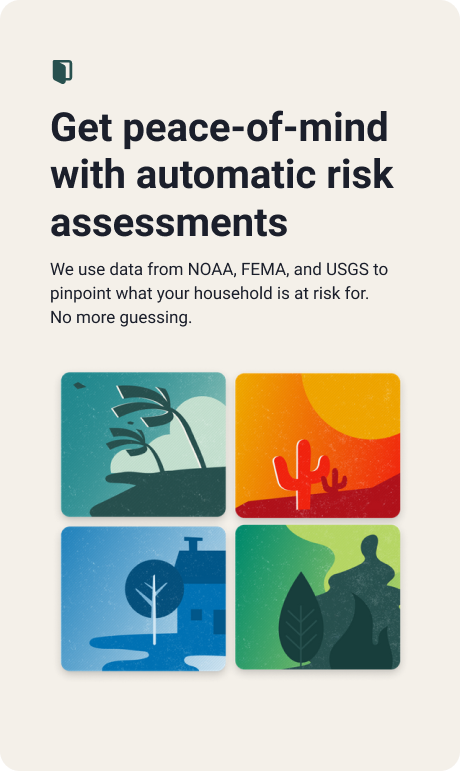 Get peace-of-mind
with automatic risk
assessments
We use data from NOAA, FEMA, and USGS to
pinpoint what your household is at risk for.
No more guessing.